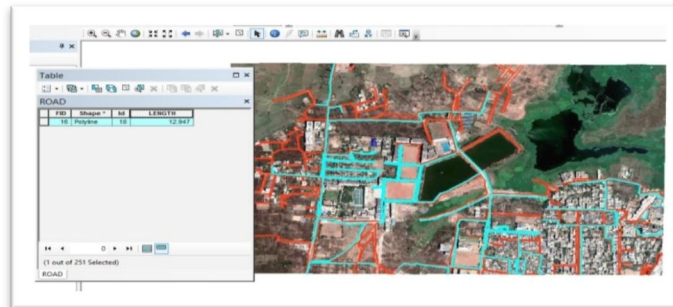 Table
ROAD
FID Shape * Id LENGTH
16 Polyline 16 12.947
0
(1 out of 251 Selected)
ROAD